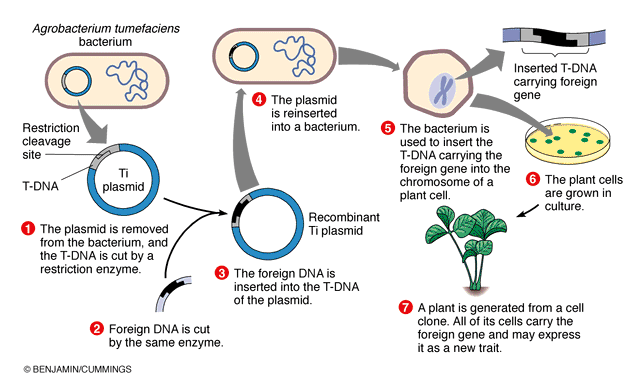 Agrobacterium tumefaciens
bacterium
Restriction
cleavage
site
T-DNA
Ti
plasmid
1 The plasmid is removed
from the bacterium, and
the T-DNA is cut by a
restriction enzyme.
2 Foreign DNA is cut
by the same enzyme.
Recombinant
Ti plasmid
3 The foreign DNA is
inserted into the T-DNA
of the plasmid.
4 The plasmid
is reinserted
into a bacterium.
5 The bacterium is
used to insert the
T-DNA carrying the
foreign gene into the
chromosome of a
plant cell.
Inserted T-DNA
carrying foreign
gene
6 The plant cells
are grown in
culture.
7 A plant is generated from a cell
clone. All of its cells carry the
foreign gene and may express
it as a new trait.
© BENJAMIN/CUMMINGS